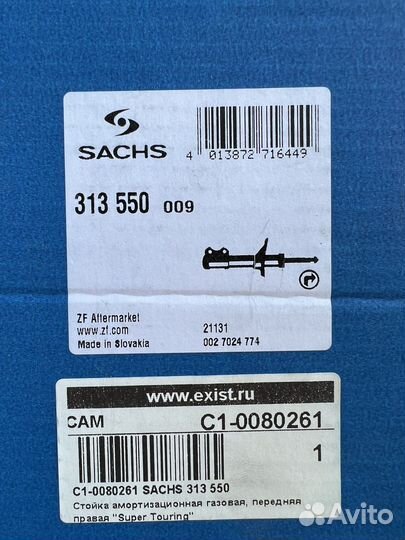 SACHS
4 013872 716449
313 550 009
ZF Aftermarket
www.zf.com
Made in Slovakia
21131
002 7024 774
www.exist.ru
CAM C1-0080261
1
C1-0080261 SACHS 313 550
Стойка амортизационная газовая, передняя
правая "Super Touring"
Avito